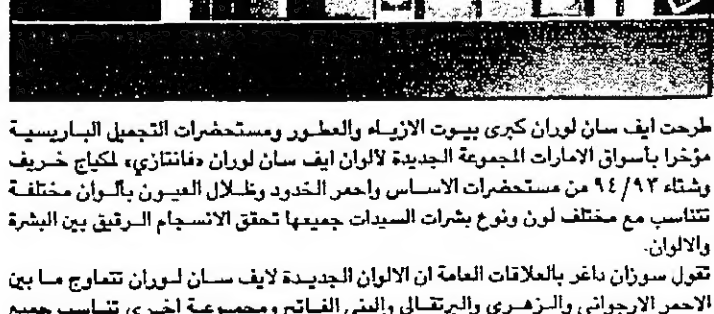 طرحت ايف سان لوران كبرى بيوت الازياء والعطور ومستحضرات التجميل الباريسية
مؤخرا بأسواق الامارات المجموعة الجديدة لألوان ايف سان لوران «فانتازي» لمكياج خريف
وشتاء ٩٤/٩٣ من مستحضرات الاساس واحمر الخدود وظلال العيون بألوان مختلفة
تتناسب مع مختلف لون ونوع بشرات السيدات جميعها تحقق الانسجام الرقيق بين البشرة
والالوان.
تقول سوزان داغر بالعلاقات العامة ان الالوان الجديدة لايف سان لوران تتماوج ما بين
الاحمر الارجواني والزهري والبرتقالي والبني الفاتح ومجموعة اخرى تناسب جميع